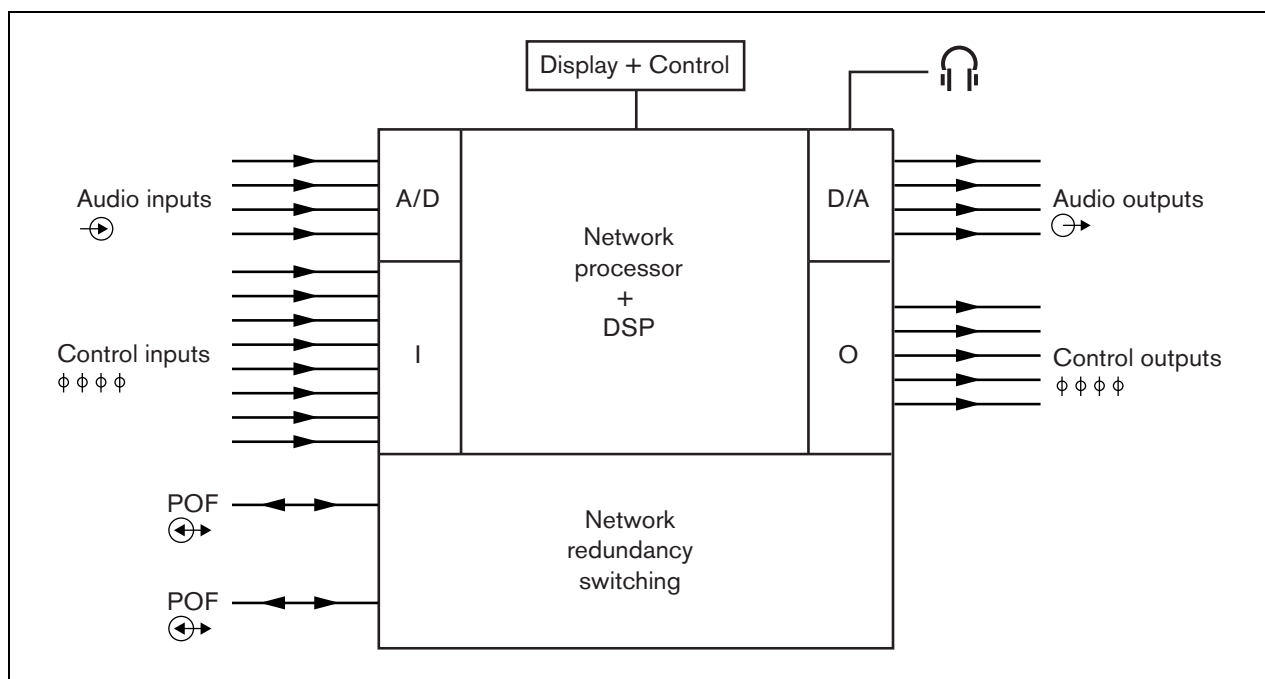 Display + Control
Audio inputs
A/D
Network
processor
+
DSP
D/A
Audio outputs
Control inputs
I
O
Control outputs
POF
POF
Network
redundancy
switching